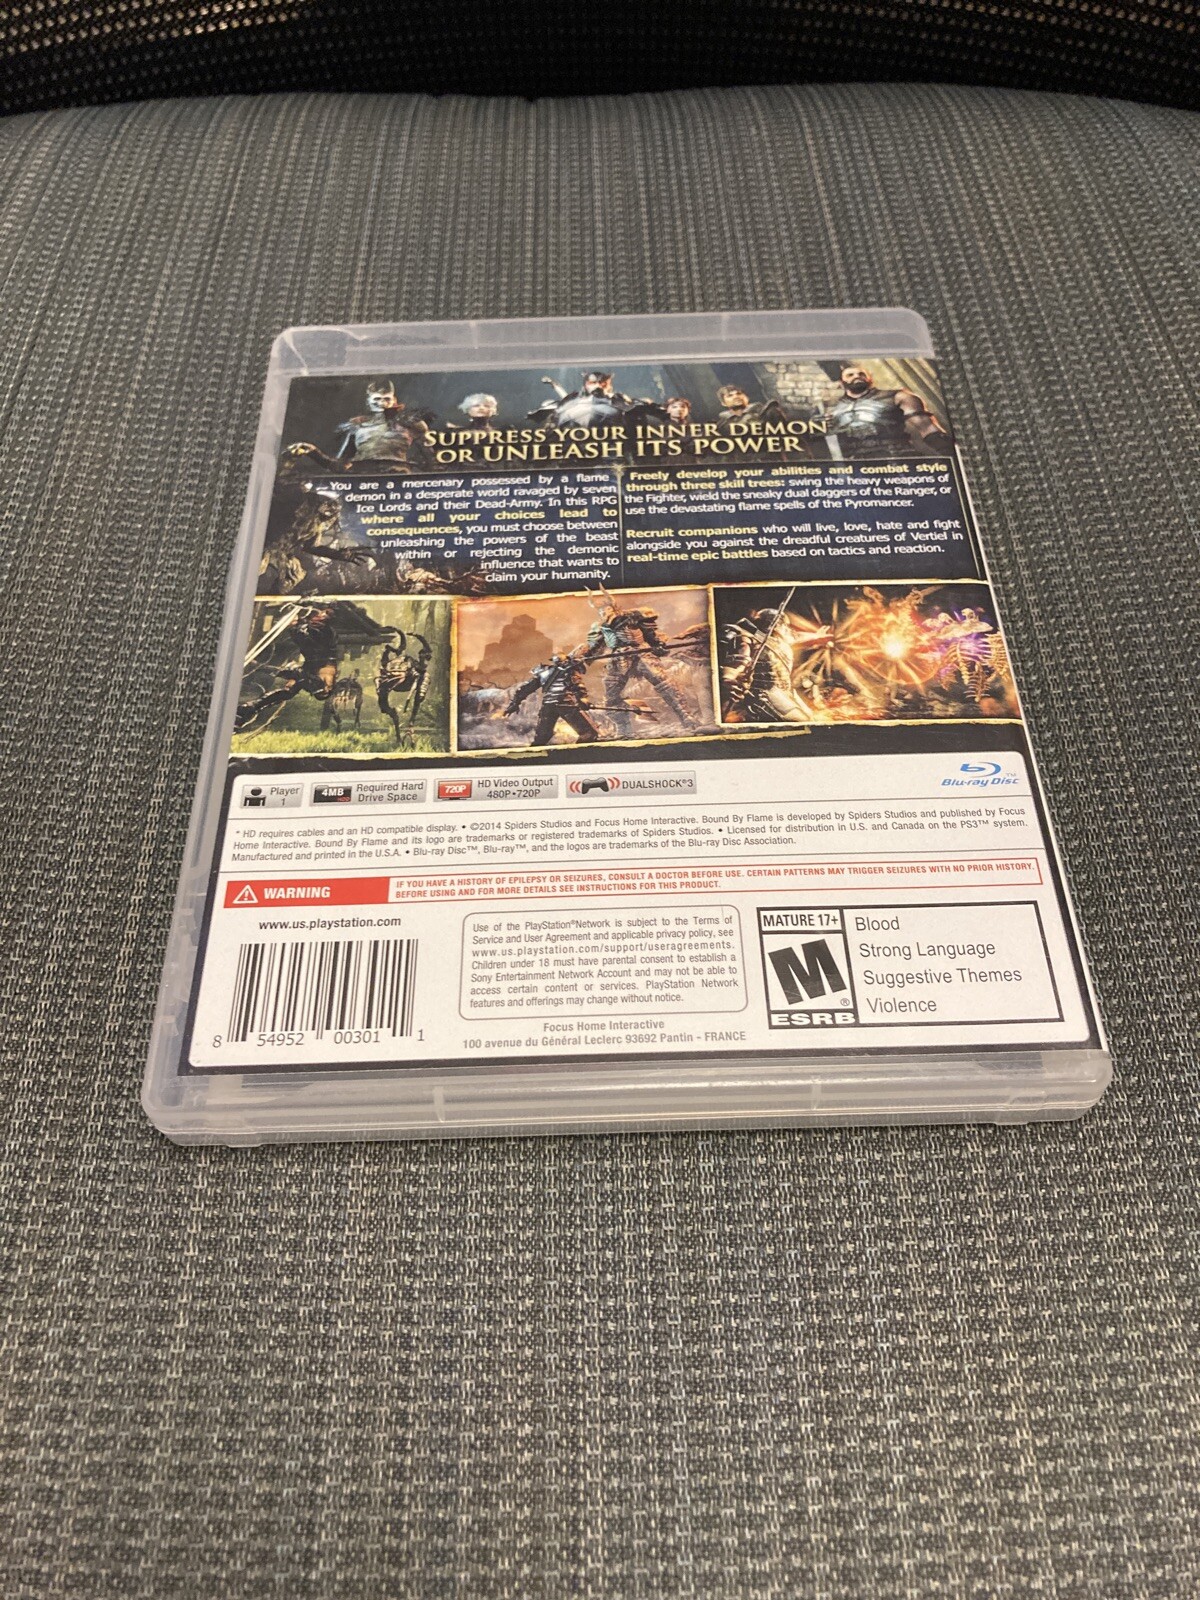 SUPPRESS YOUR INNER DEMON
OR UNLEASH ITS POWER
You are a mercenary possessed by a flame
demon in a desperate world ravaged by seven
Ice Lords and their Dead-Army. In this RPG
where all your choices lead to
consequences, you must choose between
unleashing the powers of the beast
within or rejecting the demonic
influence that wants to
claim your humanity.
Freely develop your abilities and combat style
through three skill trees: swing the heavy weapons of
the Fighter, wield the sneaky dual daggers of the Ranger, or
use the devastating flame spells of the Pyromancer.
Recruit companions who will live, love, hate and fight
alongside you against the dreadful creatures of Vertiel in
real-time epic battles based on tactics and reaction.
Player
1
4MB
Required Hard
Drive Space
720P
HD Video Output
480P•720P
DUALSHOCK®3
Blu-ray Disc™
* HD requires cables and an HD compatible display. • ©2014 Spiders Studios and Focus Home Interactive. Bound By Flame is developed by Spiders Studios and published by Focus
Home Interactive. Bound By Flame and its logo are trademarks or registered trademarks of Spiders Studios. • Licensed for distribution in U.S. and Canada on the PS3™ system.
Manufactured and printed in the U.S.A. • Blu-ray Disc™, Blu-ray™, and the logos are trademarks of the Blu-ray Disc Association.
WARNING
IF YOU HAVE A HISTORY OF EPILEPSY OR SEIZURES, CONSULT A DOCTOR BEFORE USE. CERTAIN PATTERNS MAY TRIGGER SEIZURES WITH NO PRIOR HISTORY.
BEFORE USING AND FOR MORE DETAILS SEE INSTRUCTIONS FOR THIS PRODUCT.
www.us.playstation.com
8 54952 00301 1
Use of the PlayStation®Network is subject to the Terms of
Service and User Agreement and applicable privacy policy, see
www.us.playstation.com/support/useragreements.
Children under 18 must have parental consent to establish a
Sony Entertainment Network Account and may not be able to
access certain content or services. PlayStation Network
features and offerings may change without notice.
Focus Home Interactive
100 avenue du Général Leclerc 93692 Pantin - FRANCE
MATURE 17+
M
®
ESRB
Blood
Strong Language
Suggestive Themes
Violence